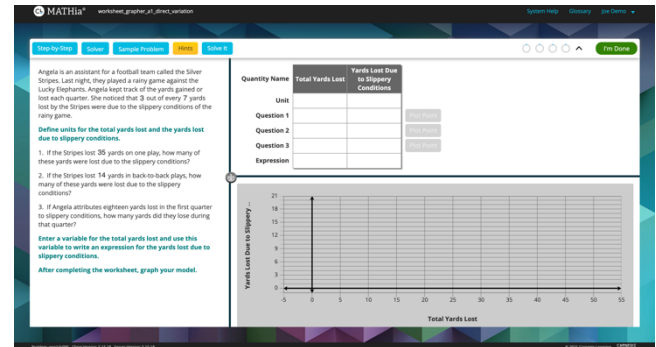 MATHia® worksheet_grapher_a1_direct_variation System Help Glossary Joe Demo
Step-by-Step Solver Sample Problem Hints Solve It I'm Done
Angela is an assistant for a football team called the Silver
Stripes. Last night, they played a rainy game against the
Lucky Elephants. Angela kept track of the yards gained or
lost each quarter. She noticed that 3 out of every 7 yards
lost by the Stripes were due to the slippery conditions of the
rainy game.
Define units for the total yards lost and the yards lost
due to slippery conditions.
1. If the Stripes lost 35 yards on one play, how many of
these yards were lost due to the slippery conditions?
2. If the Stripes lost 14 yards in back-to-back plays, how
many of these yards were lost due to the slippery
conditions?
3. If Angela attributes eighteen yards lost in the first quarter
to slippery conditions, how many yards did they lose during
that quarter?
Enter a variable for the total yards lost and use this
variable to write an expression for the yards lost due to
slippery conditions.
After completing the worksheet, graph your model.
Quantity Name Total Yards Lost Yards Lost Due
to Slippery
Conditions
Unit
Question 1 Plot Point
Question 2 Plot Point
Question 3 Plot Point
Expression
Yards Lost Due to Slippery ...
21
18
15
12
9
6
3
0
-5 0 5 10 15 20 25 30 35 40 45 50 55
Total Yards Lost